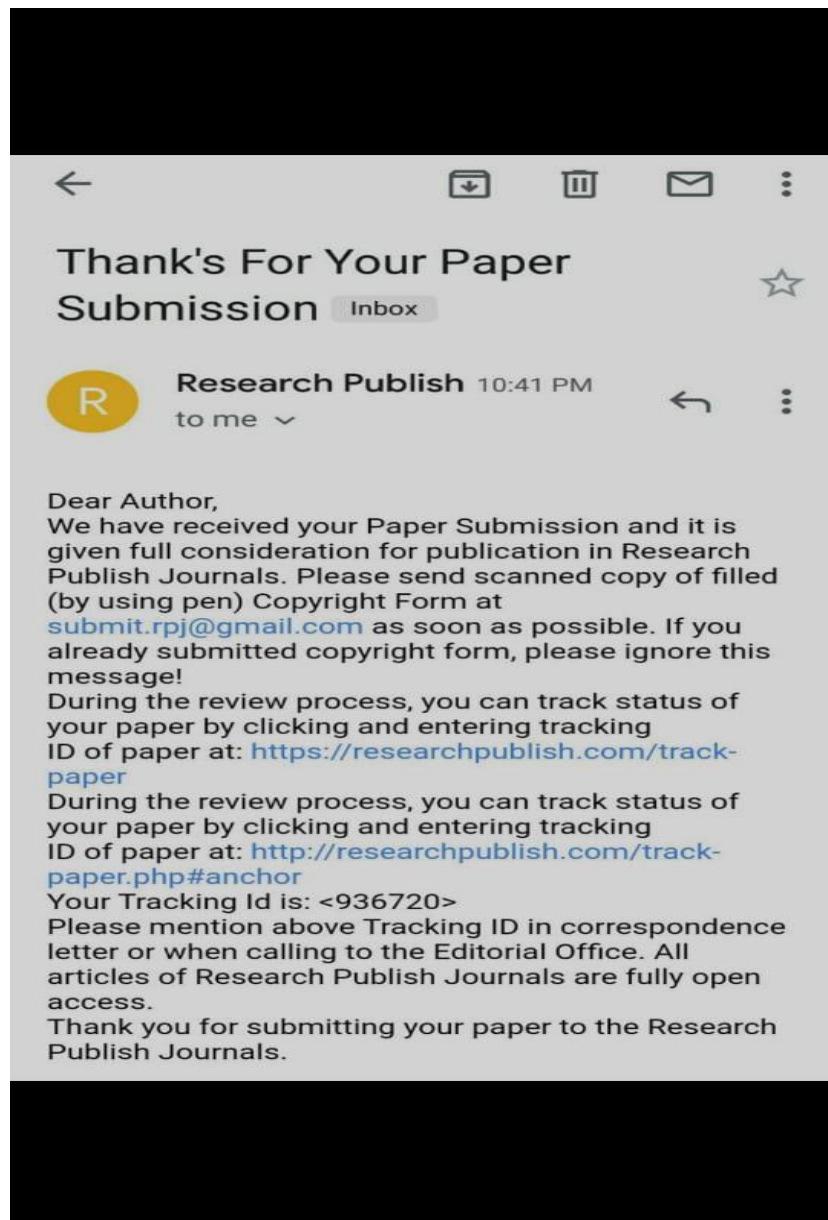 Thank's For Your Paper
Submission Inbox
R
Research Publish 10:41 PM
to me
Dear Author,
We have received your Paper Submission and it is
given full consideration for publication in Research
Publish Journals. Please send scanned copy of filled
(by using pen) Copyright Form at
submit.rpj@gmail.com as soon as possible. If you
already submitted copyright form, please ignore this
message!
During the review process, you can track status of
your paper by clicking and entering tracking
ID of paper at: https://researchpublish.com/track-
paper
During the review process, you can track status of
your paper by clicking and entering tracking
ID of paper at: http://researchpublish.com/track-
paper.php#anchor
Your Tracking Id is: <936720>
Please mention above Tracking ID in correspondence
letter or when calling to the Editorial Office. All
articles of Research Publish Journals are fully open
access.
Thank you for submitting your paper to the Research
Publish Journals.